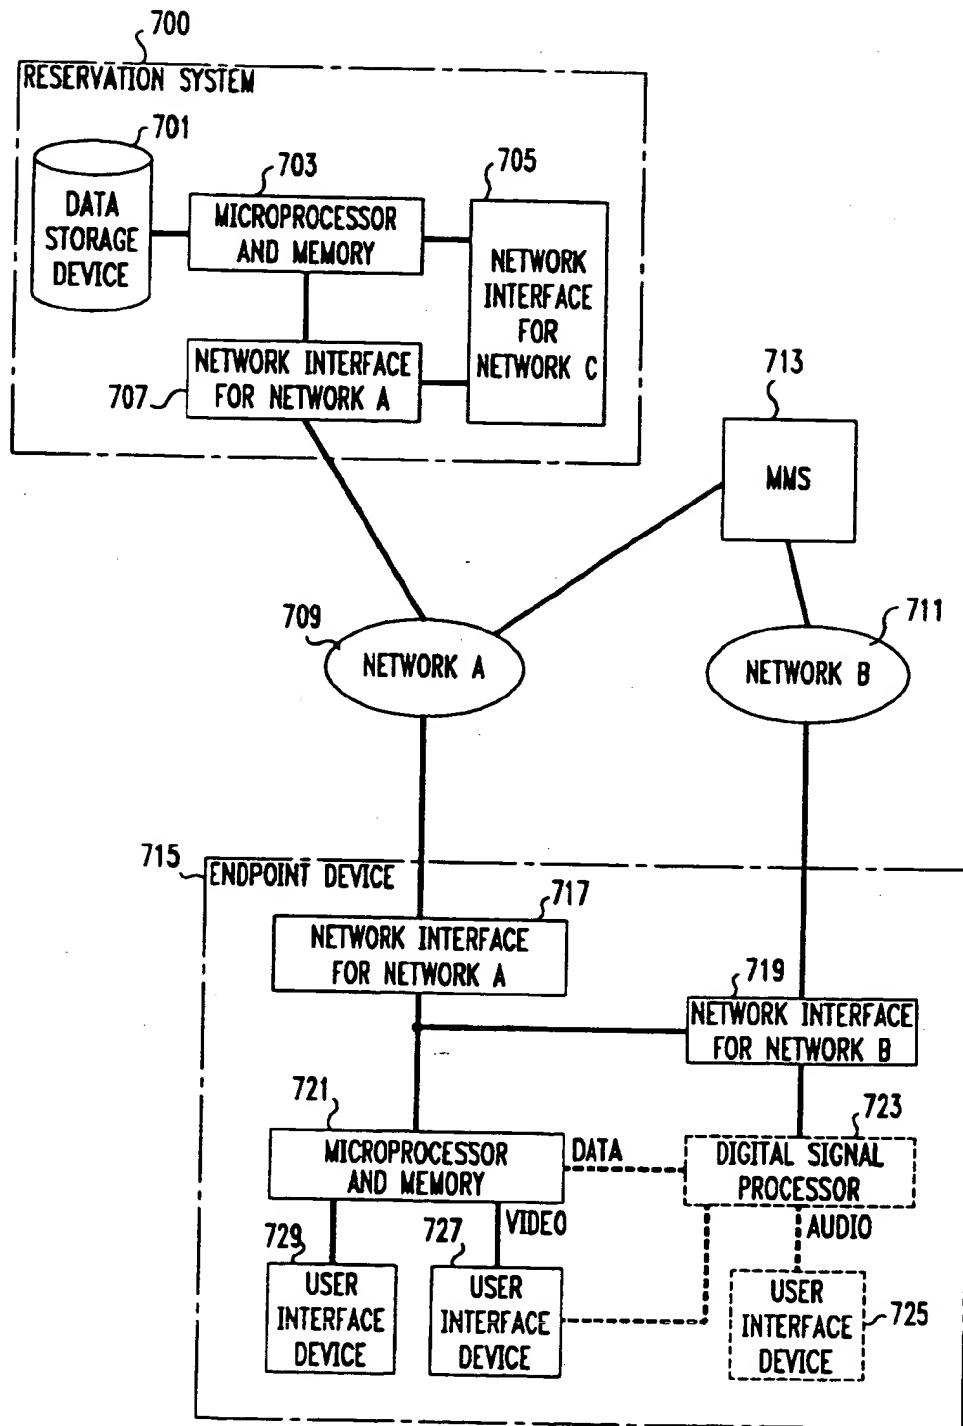 700
RESERVATION SYSTEM
701
703
705
DATA
STORAGE
DEVICE
MICROPROCESSOR
AND MEMORY
NETWORK
INTERFACE
FOR
NETWORK C
NETWORK INTERFACE
FOR NETWORK A
707
713
MMS
709
NETWORK A
711
NETWORK B
715
ENDPOINT DEVICE
717
NETWORK INTERFACE
FOR NETWORK A
719
NETWORK INTERFACE
FOR NETWORK B
721
MICROPROCESSOR
AND MEMORY
DATA
723
DIGITAL SIGNAL
PROCESSOR
VIDEO
AUDIO
729
USER
INTERFACE
DEVICE
727
USER
INTERFACE
DEVICE
USER
INTERFACE
DEVICE
725